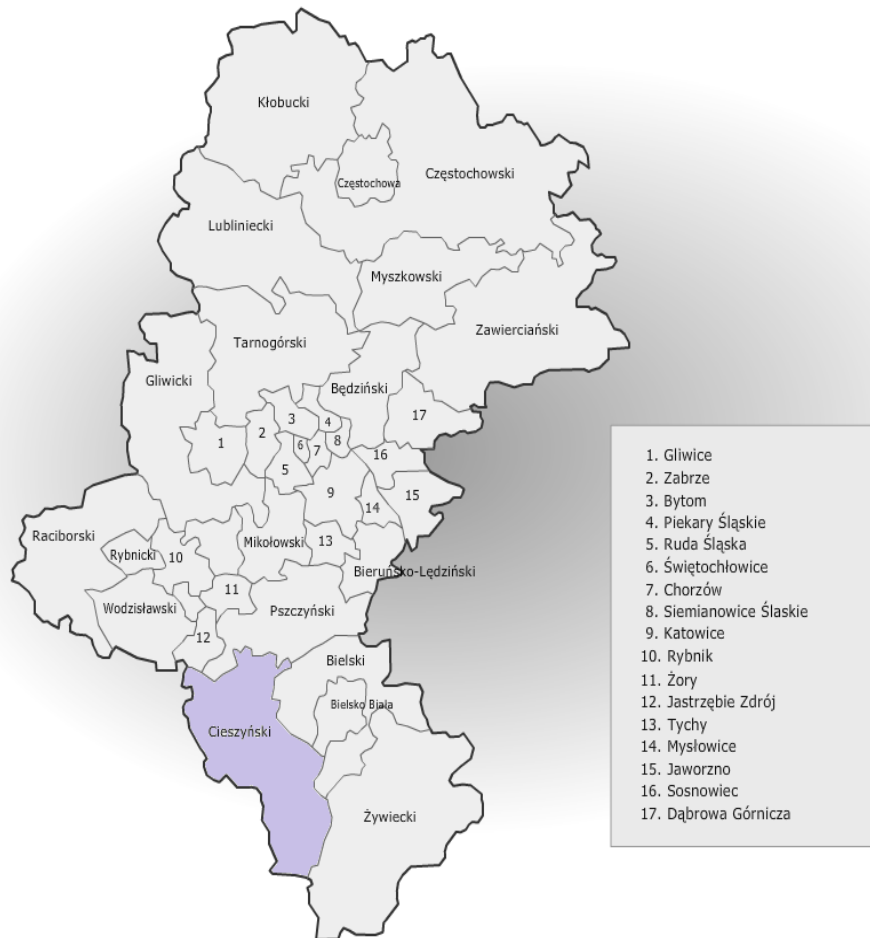 Kłobucki
Częstochowa
Częstochowski
Lubliniecki
Myszkowski
Zawierciański
Tarnogórski
Gliwicki
Będziński
17
3
4
1
2
6
7
8
16
5
9
15
14
Raciborski
Rybnicki
10
Mikołowski
13
Bieruńsko-Lędziński
11
Wodzisławski
Pszczyński
12
Bielski
Bielsko Biała
Cieszyński
Żywiecki
1. Gliwice
2. Zabrze
3. Bytom
4. Piekary Śląskie
5. Ruda Śląska
6. Świętochłowice
7. Chorzów
8. Siemianowice Ślaskie
9. Katowice
10. Rybnik
11. Żory
12. Jastrzębie Zdrój
13. Tychy
14. Mysłowice
15. Jaworzno
16. Sosnowiec
17. Dąbrowa Górnicza